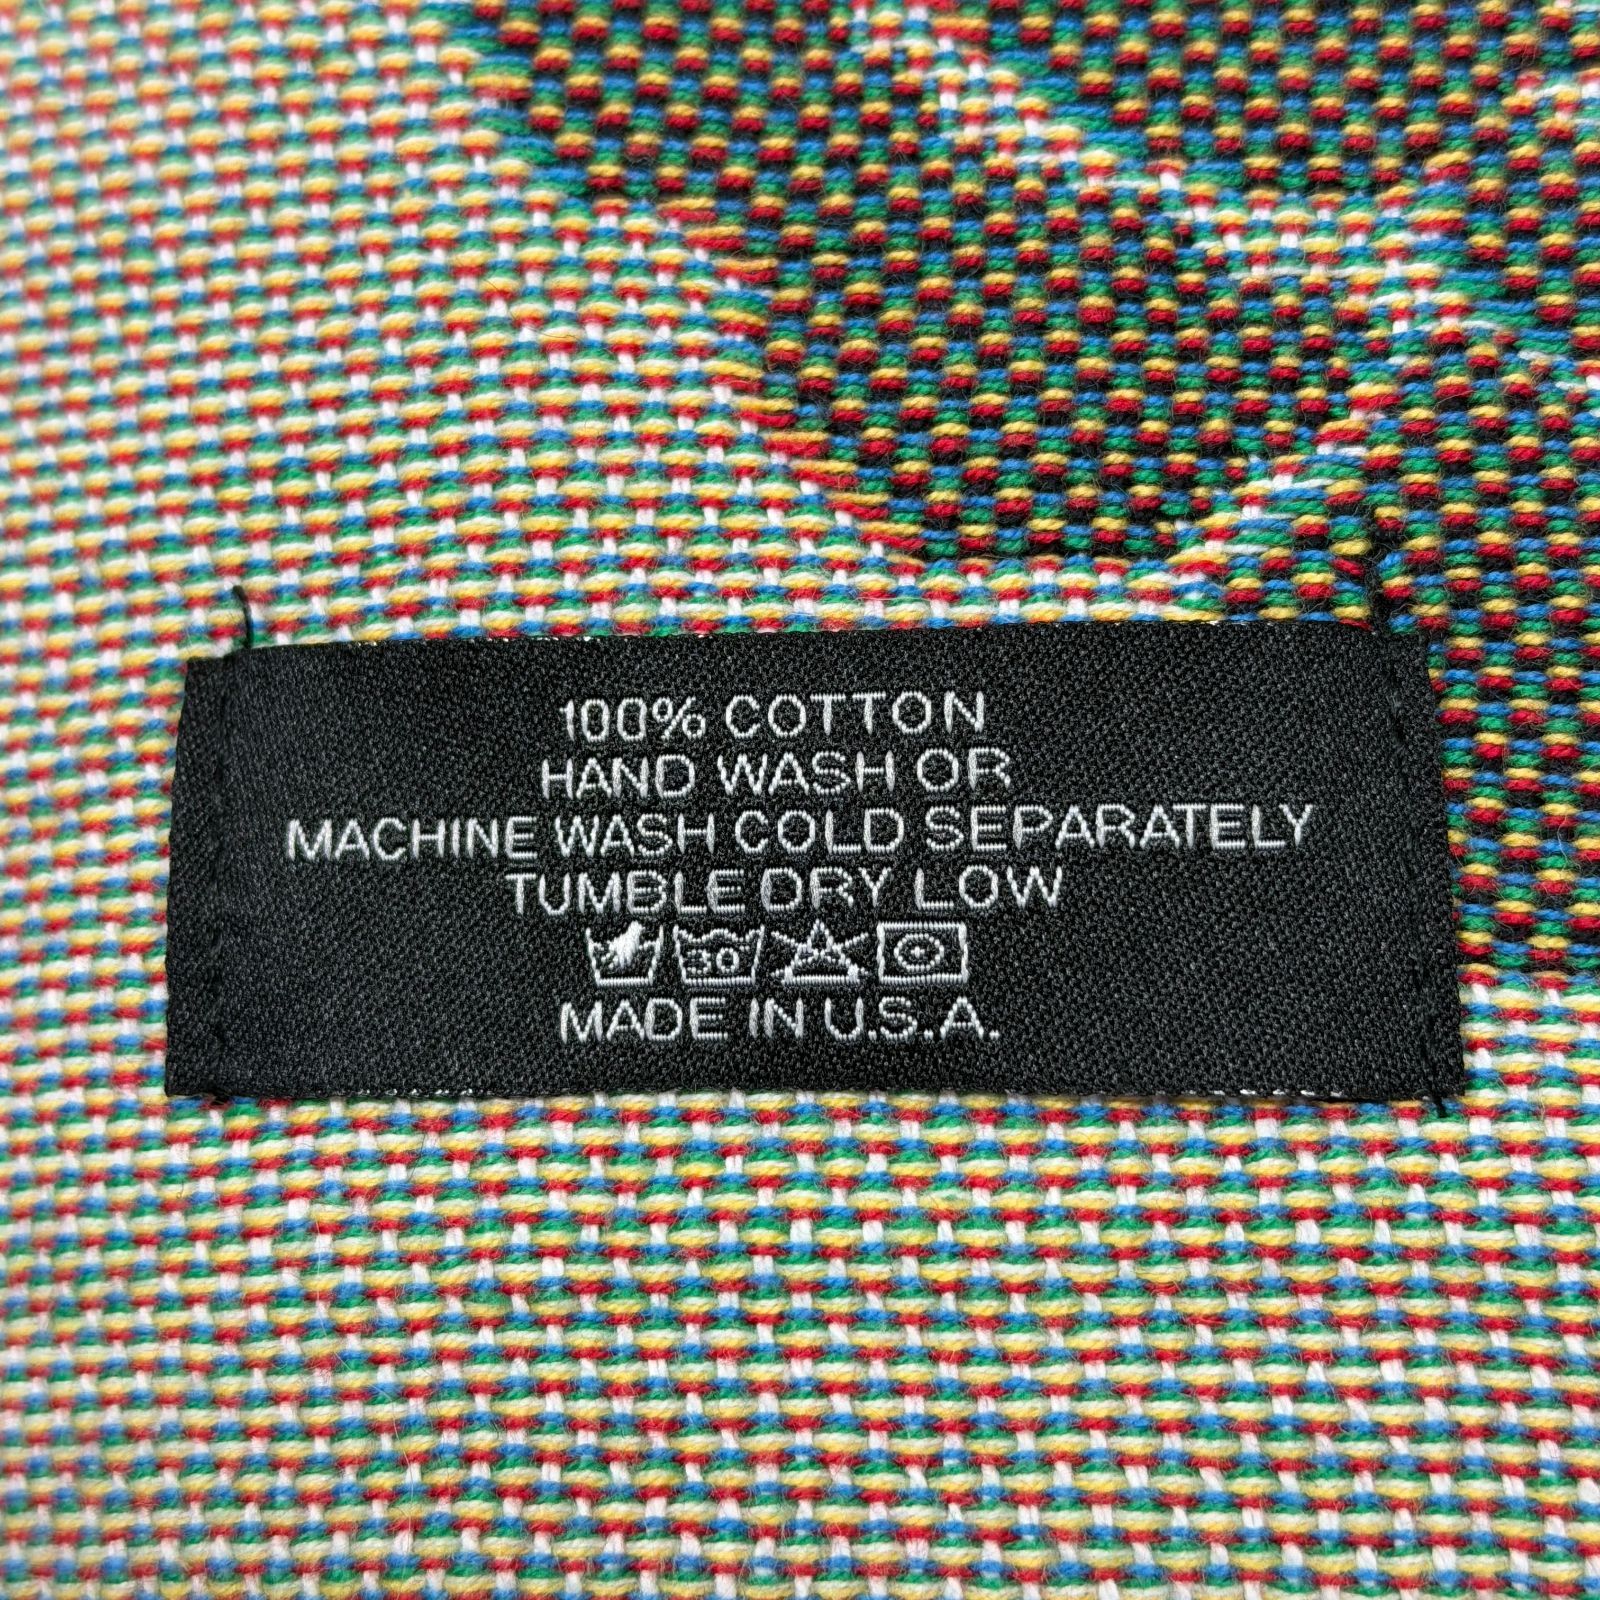 100% COTTON
HAND WASH OR
MACHINE WASH COLD SEPARATELY
TUMBLE DRY LOW
30
MADE IN U.S.A.